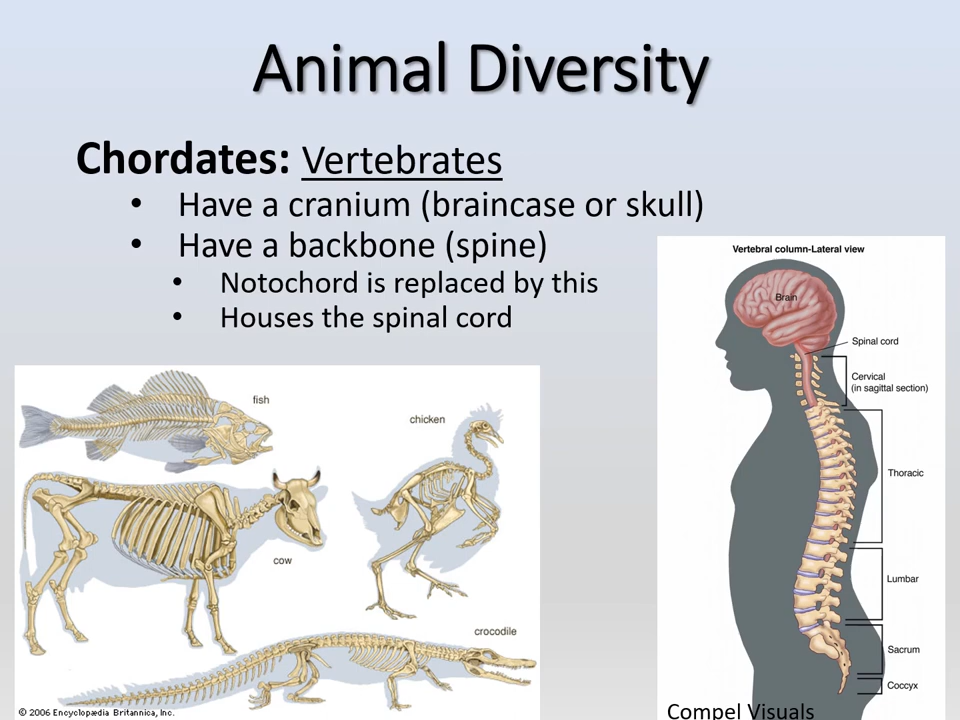 Animal Diversity
Chordates: Vertebrates
• Have a cranium (braincase or skull)
• Have a backbone (spine)
• Notochord is replaced by this
• Houses the spinal cord
fish
chicken
cow
crocodile
© 2006 Encyclopædia Britannica, Inc.
Vertebral column-Lateral view
Brain
Spinal cord
Cervical
(in sagittal section)
Thoracic
Lumbar
Sacrum
Coccyx
Compel Visuals